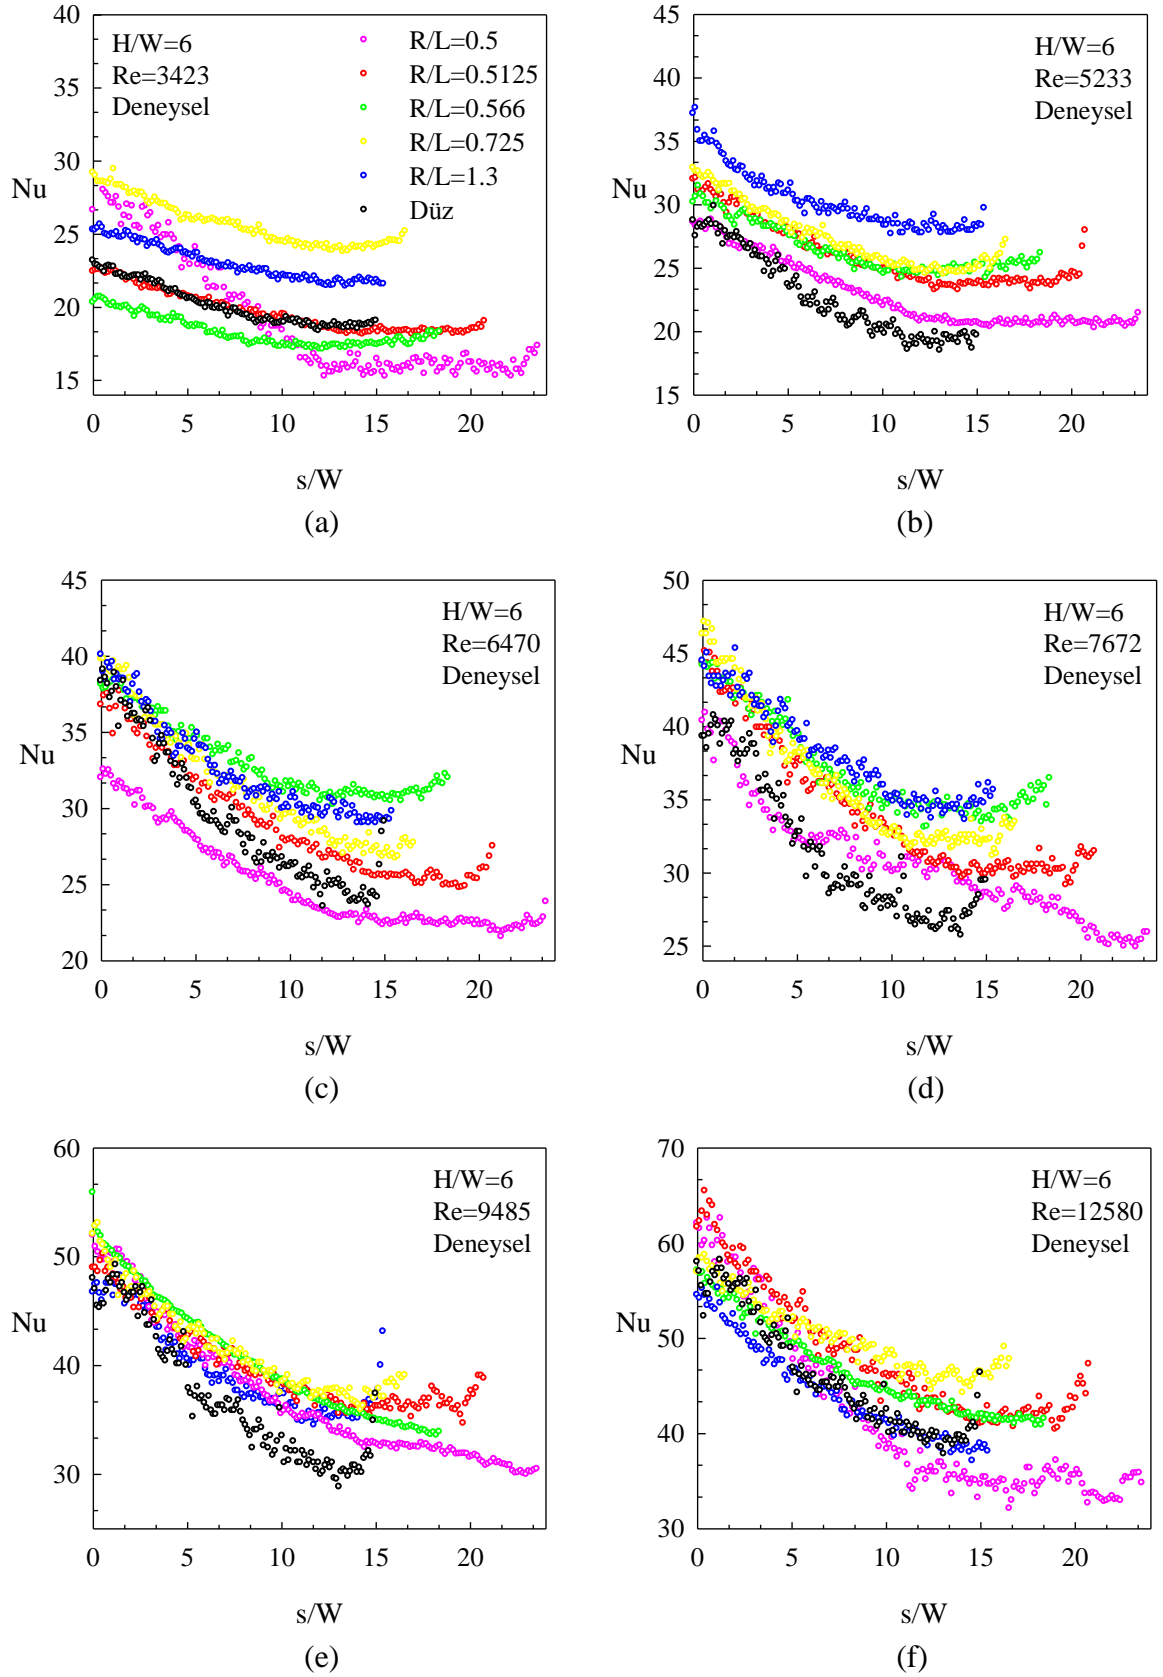 40
35
30
25
20
15
Nu
H/W=6
Re=3423
Deneysel
R/L=0.5
R/L=0.5125
R/L=0.566
R/L=0.725
R/L=1.3
Düz
0 5 10 15 20
s/W
(a)
45
40
35
30
25
20
15
Nu
H/W=6
Re=5233
Deneysel
0 5 10 15 20
s/W
(b)
45
40
35
30
25
20
Nu
H/W=6
Re=6470
Deneysel
0 5 10 15 20
s/W
(c)
50
45
40
35
30
25
Nu
H/W=6
Re=7672
Deneysel
0 5 10 15 20
s/W
(d)
60
50
40
30
Nu
H/W=6
Re=9485
Deneysel
0 5 10 15 20
s/W
(e)
70
60
50
40
30
Nu
H/W=6
Re=12580
Deneysel
0 5 10 15 20
s/W
(f)